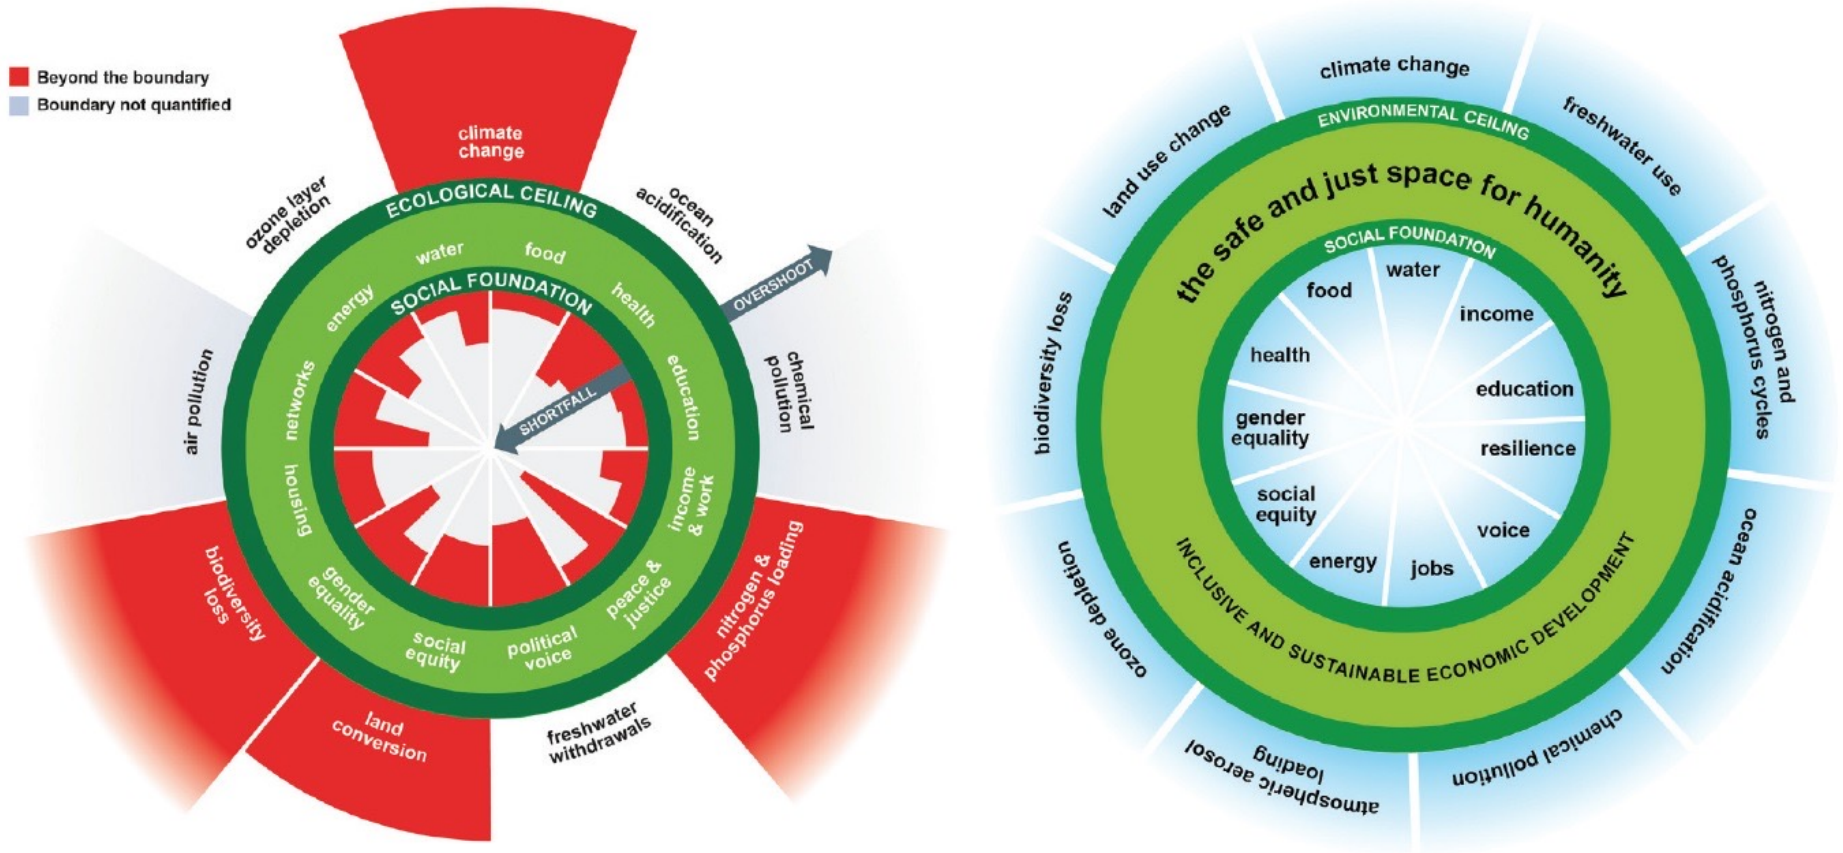 Beyond the boundary
Boundary not quantified
climate
change
ozone layer
depletion
ocean
acidification
ECOLOGICAL CEILING
water
food
energy
health
SOCIAL FOUNDATION
OVERSHOOT
SHORTFALL
air pollution
networks
education
chemical
pollution
housing
income
& work
biodiversity
loss
gender
equality
social
equity
political
voice
peace &
justice
nitrogen &
phosphorus loading
land
conversion
freshwater
withdrawals
climate change
land use change
freshwater use
ENVIRONMENTAL CEILING
the safe and just space for humanity
SOCIAL FOUNDATION
water
food
income
health
education
gender
equality
resilience
social
equity
voice
energy
jobs
biodiversity loss
nitrogen and
phosphorus cycles
INCLUSIVE AND SUSTAINABLE ECONOMIC DEVELOPMENT
ozone depletion
ocean acidification
atmospheric aerosol
loading
chemical pollution